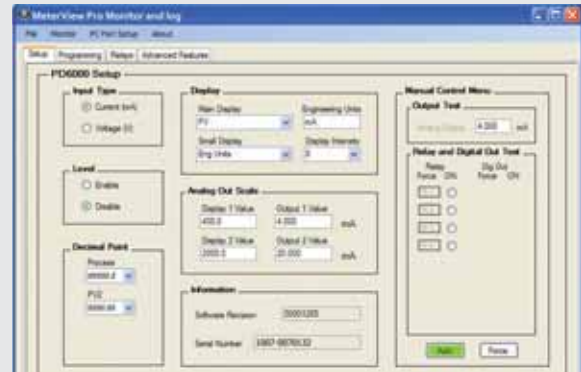 MeterView Pro Monitor and log
File Monitor PC Port Setup About
Setup Programming Relays Advanced Features
PD6000 Setup
Input Type
Current (mA)
Voltage (V)
Level
Enable
Disable
Decimal Point
Process
PV2
Display
Main Display Engineering Units
PV mA
Small Display Display Intensity
Eng Units 8
Analog Out Scale
Display 1 Value Output 1 Value
400.0 4.000 mA
Display 2 Value Output 2 Value
2000.0 20.000 mA
Information
Software Revision
Serial Number
Manual Control Menu
Output Test
4.000 mA
Relay and Digital Out Test
Relay Dig Out
Force ON Force ON
Auto Force